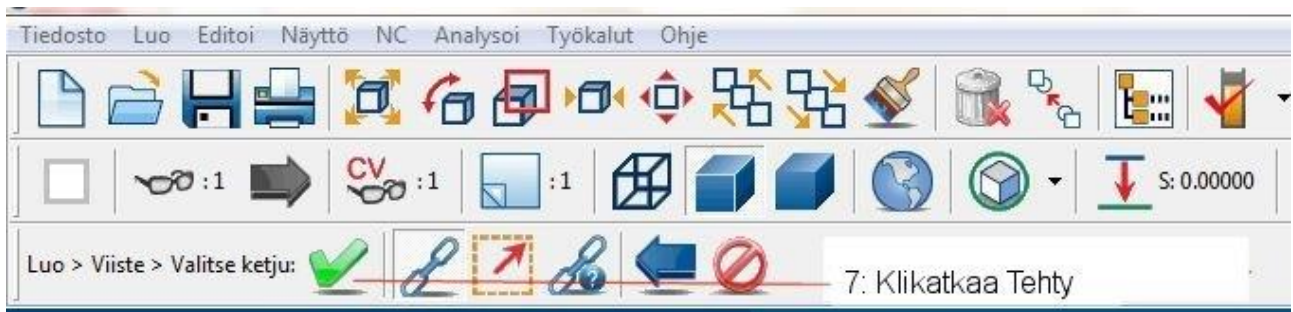 Tiedosto Luo Editoi Näyttö NC Analysoi Työkalut Ohje
:1 CV :1 :1 S: 0.00000
Luo > Viiste > Valitse ketju: 7: Klikatkaa Tehty